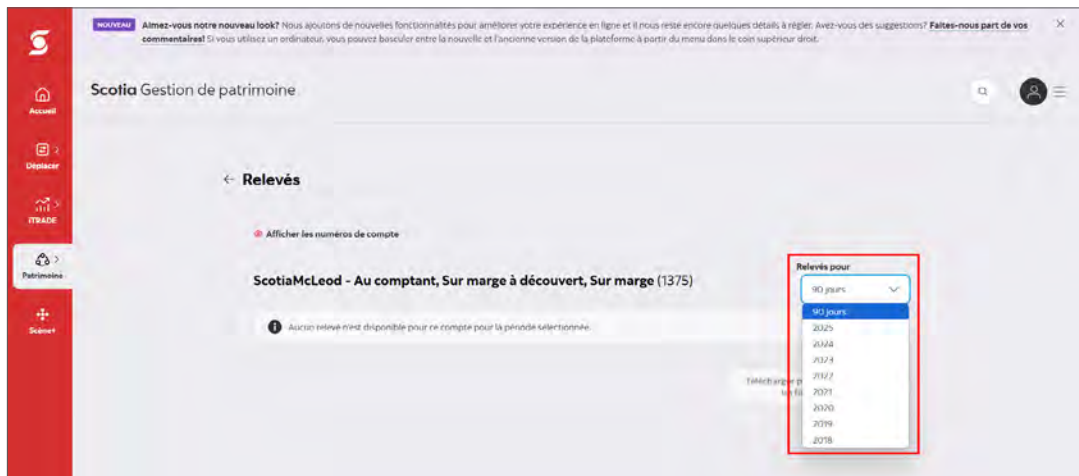 NOUVEAU Aimez-vous notre nouveau look? Nous ajoutons de nouvelles fonctionnalités pour améliorer votre expérience en ligne et il nous reste encore quelques détails à régler. Avez-vous des suggestions? Faites-nous part de vos
commentaires! Si vous utilisez un ordinateur, vous pouvez basculer entre la nouvelle et l'ancienne version de la plateforme à partir du menu dans le coin supérieur droit.
Scotia Gestion de patrimoine
Accueil
Déplacer
iTRADE
Patrimoine
Scène+
← Relevés
Afficher les numéros de compte
ScotiaMcLeod - Au comptant, Sur marge à découvert, Sur marge (1375)
Aucun relevé n'est disponible pour ce compte pour la période sélectionnée.
Relevés pour
90 jours
90 jours
2025
2024
2023
2022
2021
2020
2019
2018
Télécharger
un